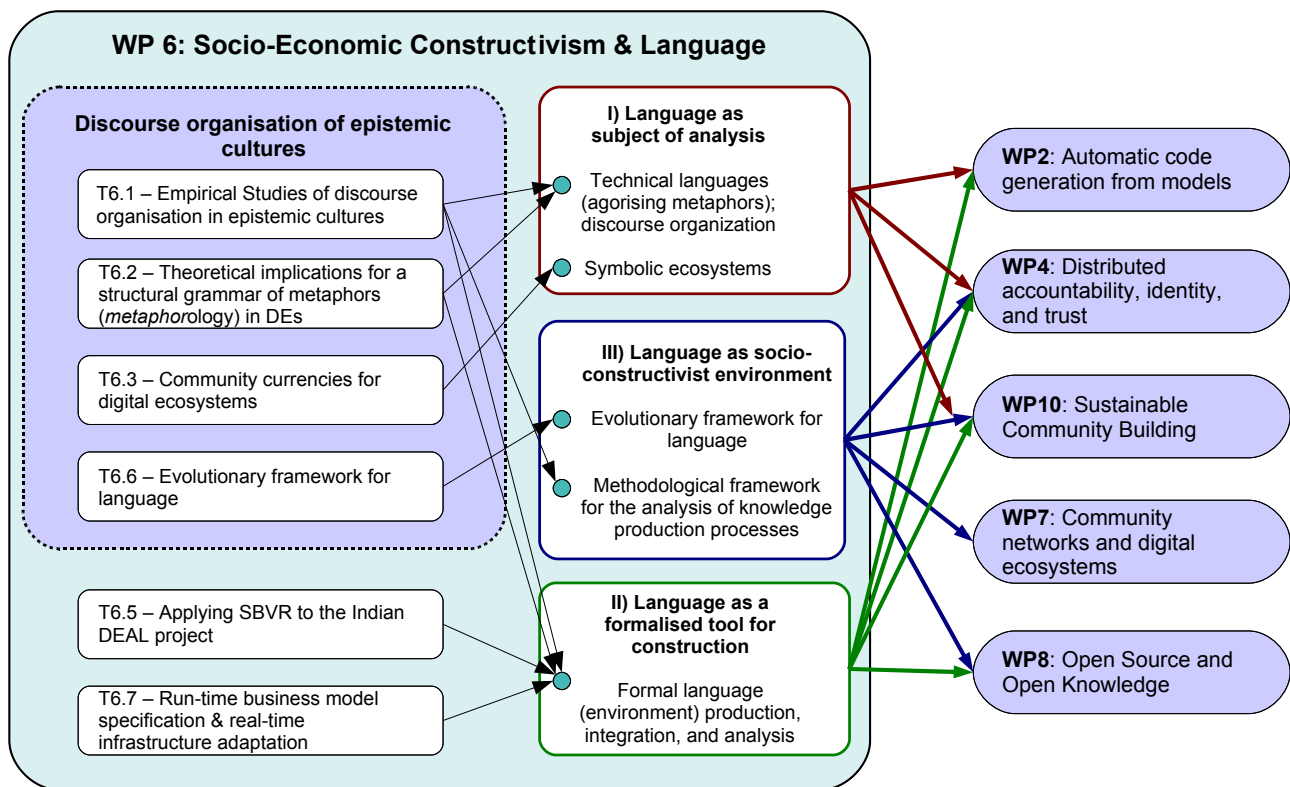 WP 6: Socio-Economic Constructivism & Language
Discourse organisation of epistemic
cultures
T6.1 – Empirical Studies of discourse
organisation in epistemic cultures
T6.2 – Theoretical implications for a
structural grammar of metaphors
(metaphorology) in DEs
T6.3 – Community currencies for
digital ecosystems
T6.6 – Evolutionary framework for
language
T6.5 – Applying SBVR to the Indian
DEAL project
T6.7 – Run-time business model
specification & real-time
infrastructure adaptation
I) Language as
subject of analysis
Technical languages
(agorising metaphors);
discourse organization
Symbolic ecosystems
III) Language as socio-
constructivist environment
Evolutionary framework for
language
Methodological framework
for the analysis of knowledge
production processes
II) Language as a
formalised tool for
construction
Formal language
(environment) production,
integration, and analysis
WP2: Automatic code
generation from models
WP4: Distributed
accountability, identity,
and trust
WP10: Sustainable
Community Building
WP7: Community
networks and digital
ecosystems
WP8: Open Source and
Open Knowledge